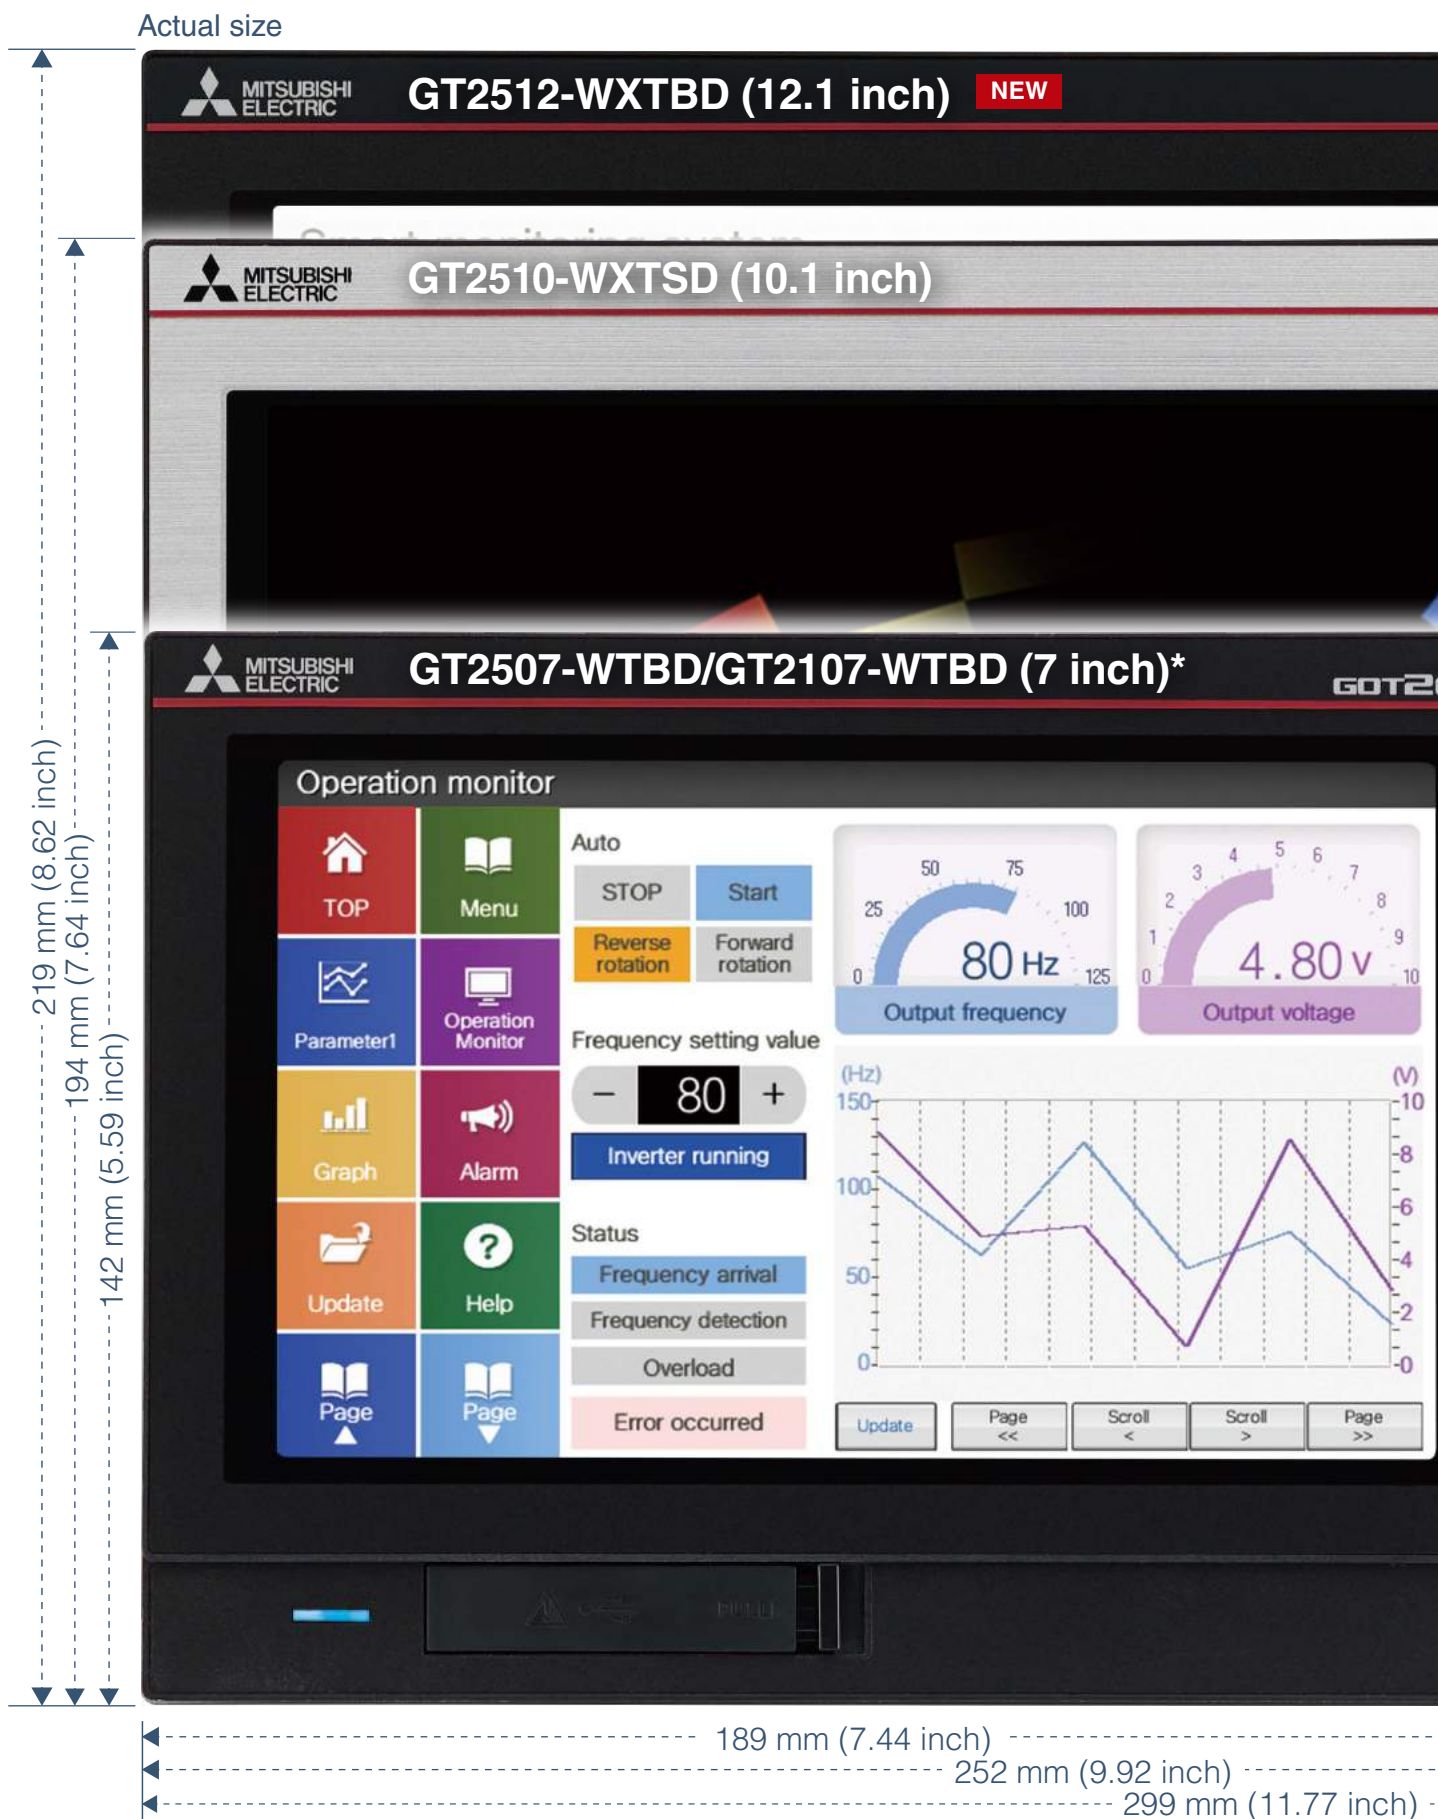 Actual size
MITSUBISHI
ELECTRIC
GT2512-WXTBD (12.1 inch)
NEW
MITSUBISHI
ELECTRIC
GT2510-WXTSD (10.1 inch)
MITSUBISHI
ELECTRIC
GT2507-WTBD/GT2107-WTBD (7 inch)*
219 mm (8.62 inch)
194 mm (7.64 inch)
142 mm (5.59 inch)
Operation monitor
TOP
Menu
Parameter1
Operation
Monitor
Graph
Alarm
Update
Help
Page
Page
Auto
STOP
Start
Reverse
rotation
Forward
rotation
Frequency setting value
− 80 +
Inverter running
Status
Frequency arrival
Frequency detection
Overload
Error occurred
0 25 50 75 100 125
80 Hz
Output frequency
0 1 2 3 4 5 6 7 8 9 10
4.80 V
Output voltage
(Hz)
150
100
50
0
(V)
10
8
6
4
2
0
Update
Page
<<
Scroll
<
Scroll
>
Page
>>
189 mm (7.44 inch)
252 mm (9.92 inch)
299 mm (11.77 inch)